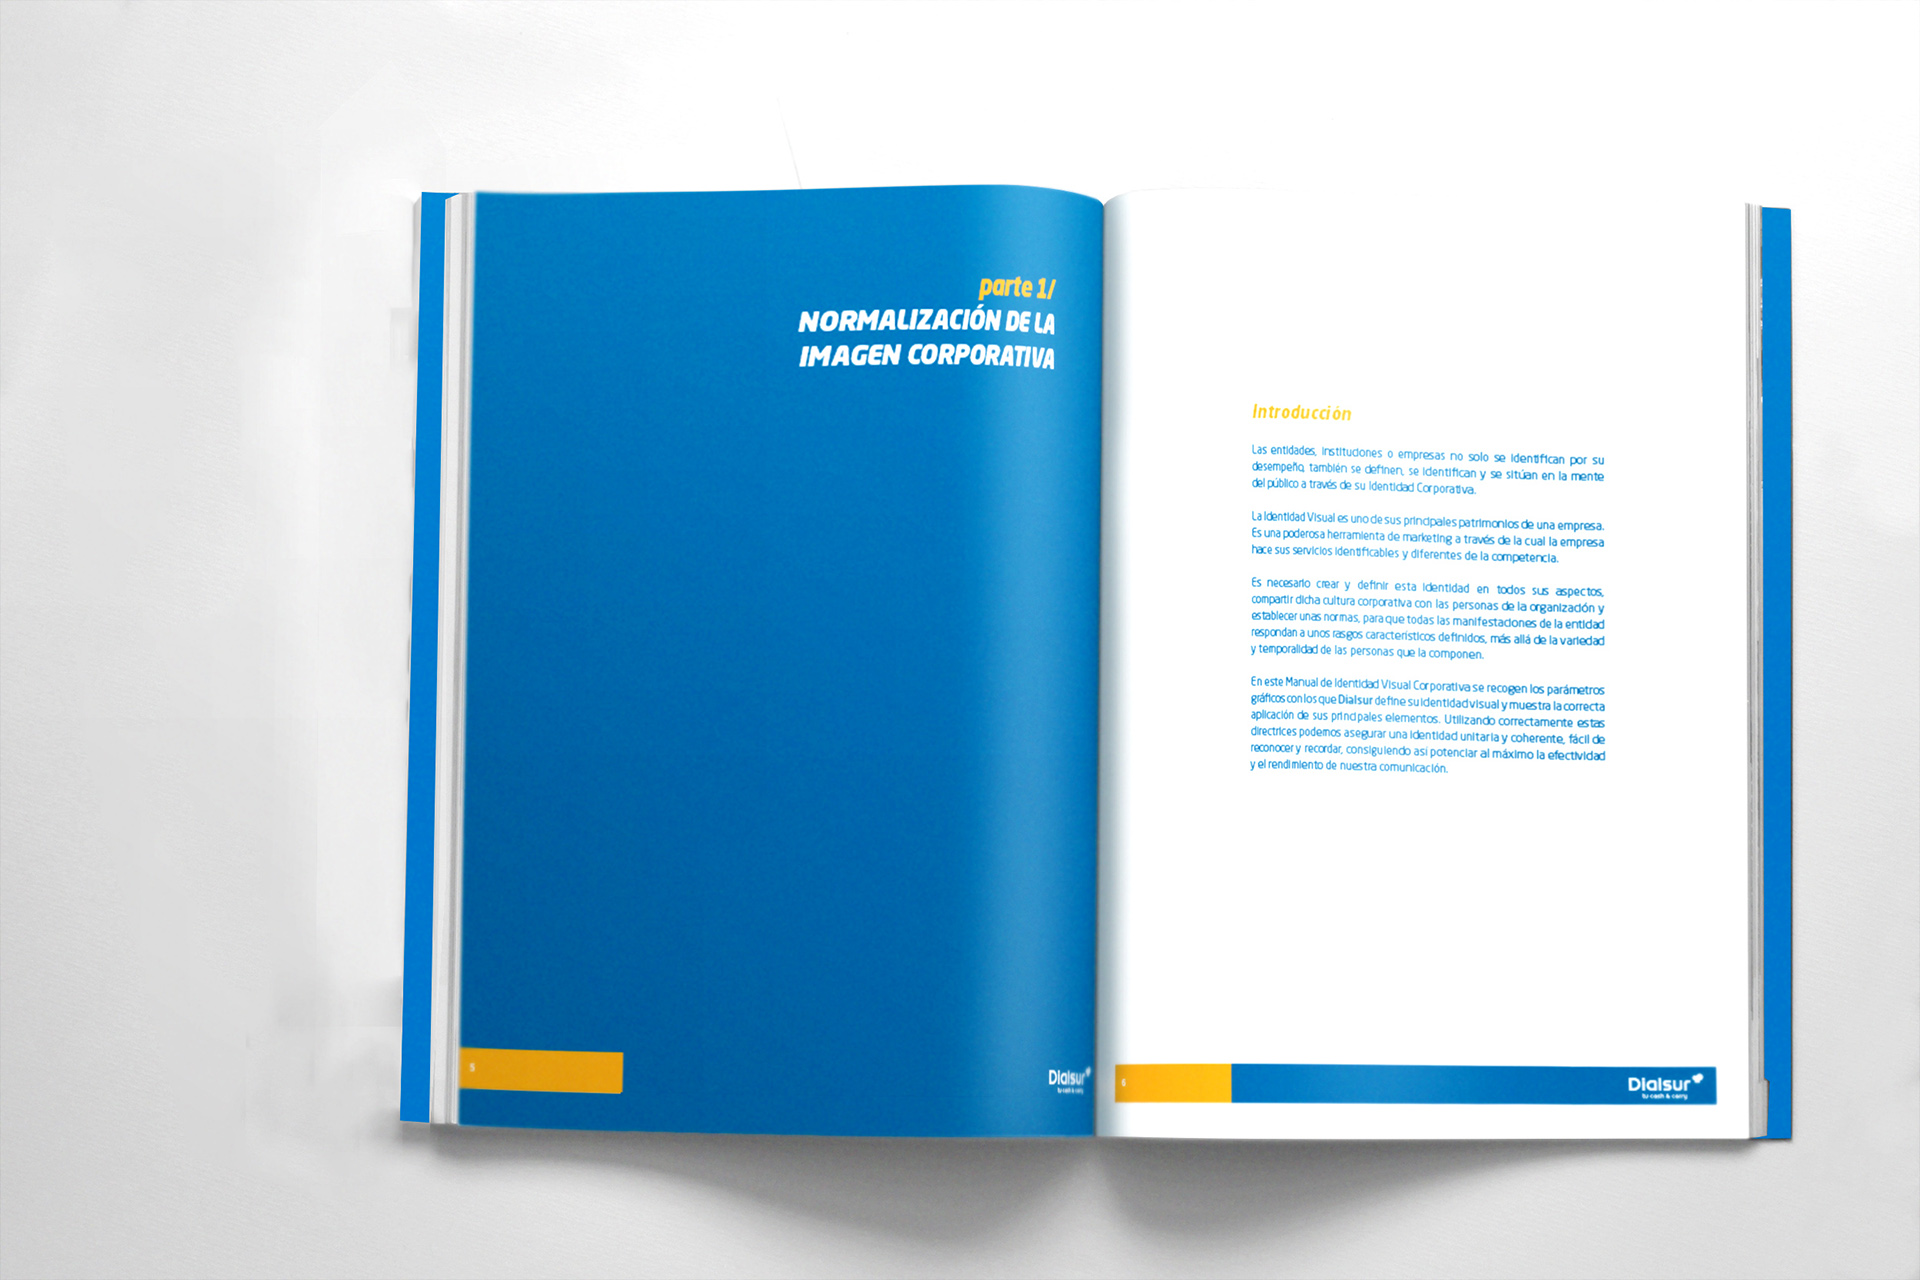 parte 1/
NORMALIZACIÓN DE LA
IMAGEN CORPORATIVA
5
Dialsur
tu cash & carry
Introducción
Las entidades, instituciones o empresas no solo se identifican por su
desempeño, también se definen, se identifican y se sitúan en la mente
del público a través de su Identidad Corporativa.
La Identidad Visual es uno de sus principales patrimonios de una empresa.
Es una poderosa herramienta de marketing a través de la cual la empresa
hace sus servicios identificables y diferentes de la competencia.
Es necesario crear y definir esta identidad en todos sus aspectos,
compartir dicha cultura corporativa con las personas de la organización y
establecer unas normas, para que todas las manifestaciones de la entidad
respondan a unos rasgos característicos definidos, más allá de la variedad
y temporalidad de las personas que la componen.
En este Manual de Identidad Visual Corporativa se recogen los parámetros
gráficos con los que Dialsur define su identidad visual y muestra la correcta
aplicación de sus principales elementos. Utilizando correctamente estas
directrices podemos asegurar una identidad unitaria y coherente, fácil de
reconocer y recordar, consiguiendo así potenciar al máximo la efectividad
y el rendimiento de nuestra comunicación.
6
Dialsur
tu cash & carry